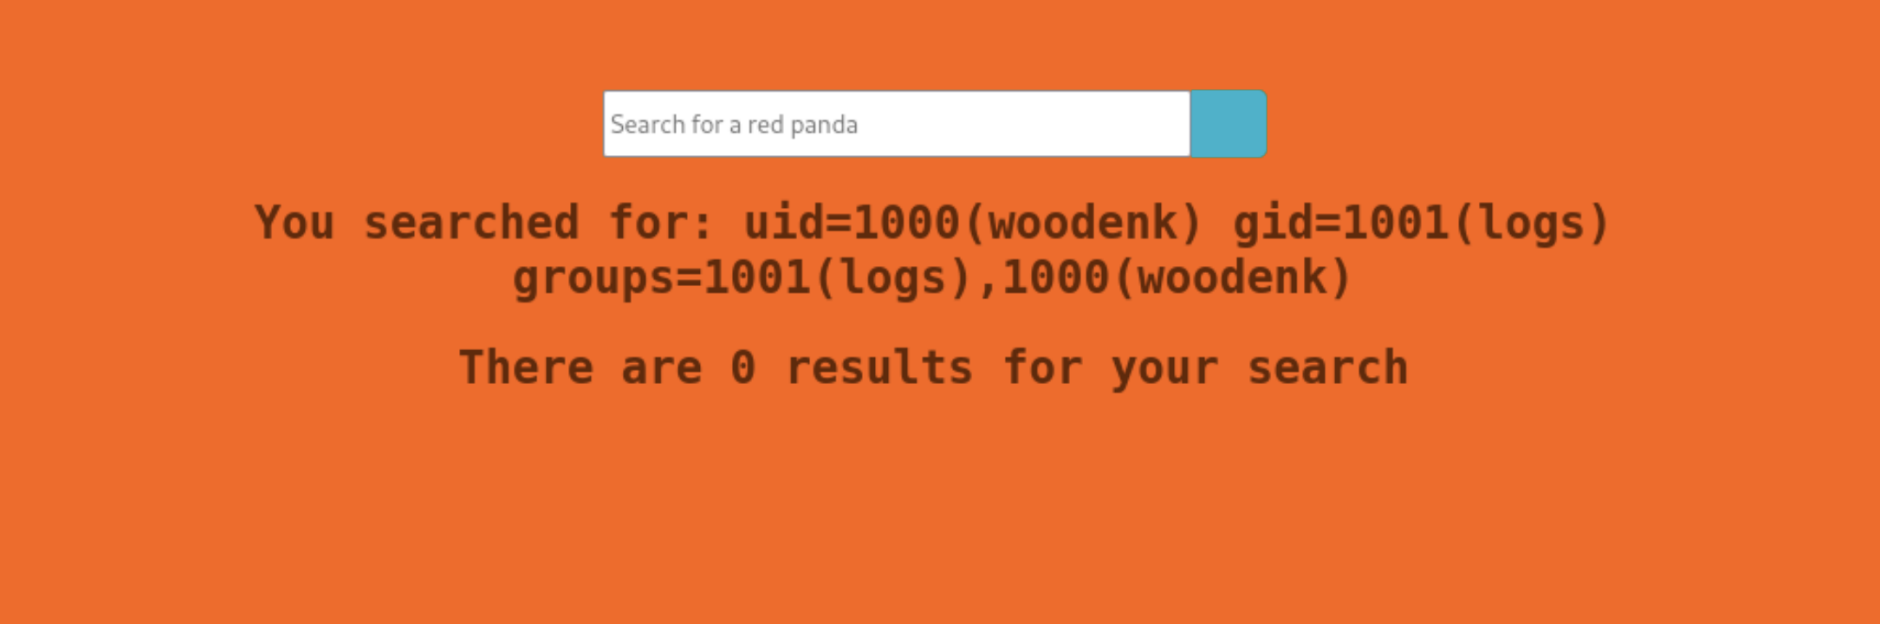 Search for a red panda
You searched for: uid=1000(woodenk) gid=1001(logs)
groups=1001(logs),1000(woodenk)
There are 0 results for your search